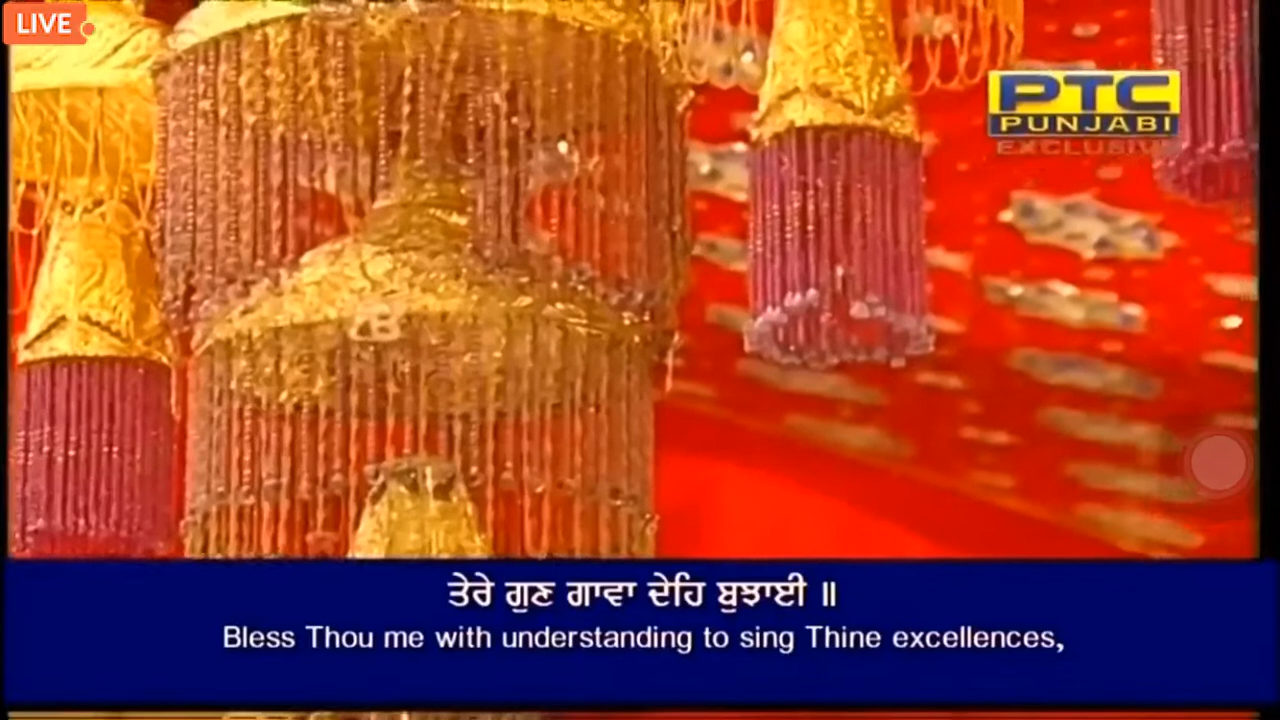 LIVE
PTC
PUNJABI
EXCLUSIVE
ਤੇਰੇ ਗੁਣ ਗਾਵਾ ਦੇਹਿ ਬੁਝਾਈ ॥
Bless Thou me with understanding to sing Thine excellences,